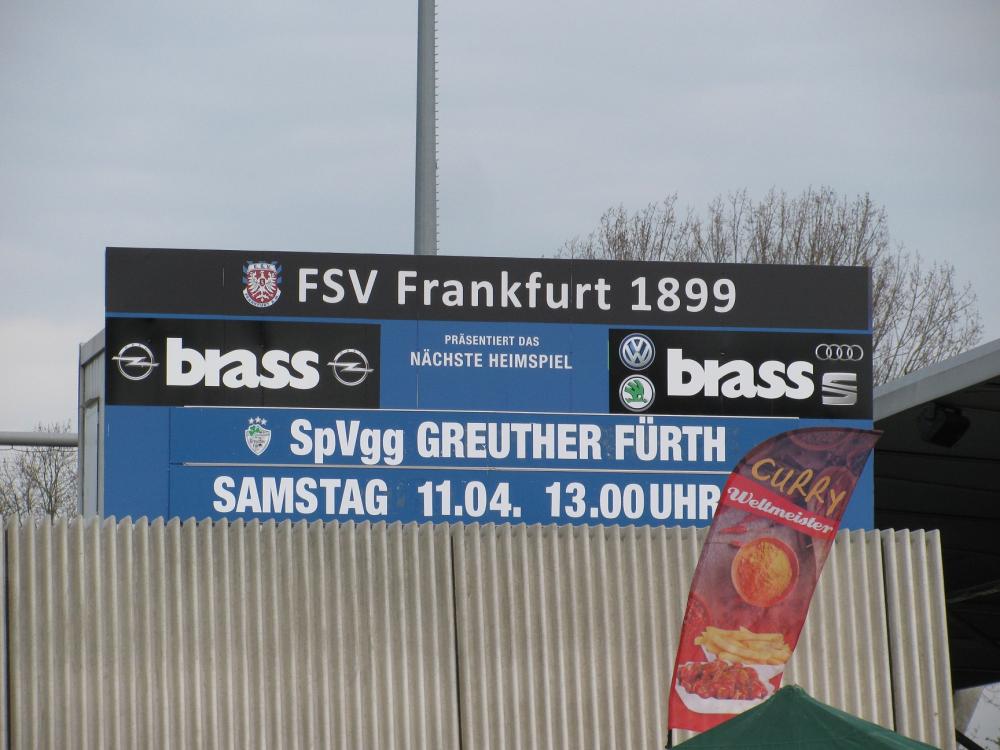 FSV Frankfurt 1899
PRÄSENTIERT DAS
NÄCHSTE HEIMSPIEL
brass
brass
SpVgg GREUTHER FÜRTH
SAMSTAG 11.04. 13.00 UHR
CURRY
Weltmeister